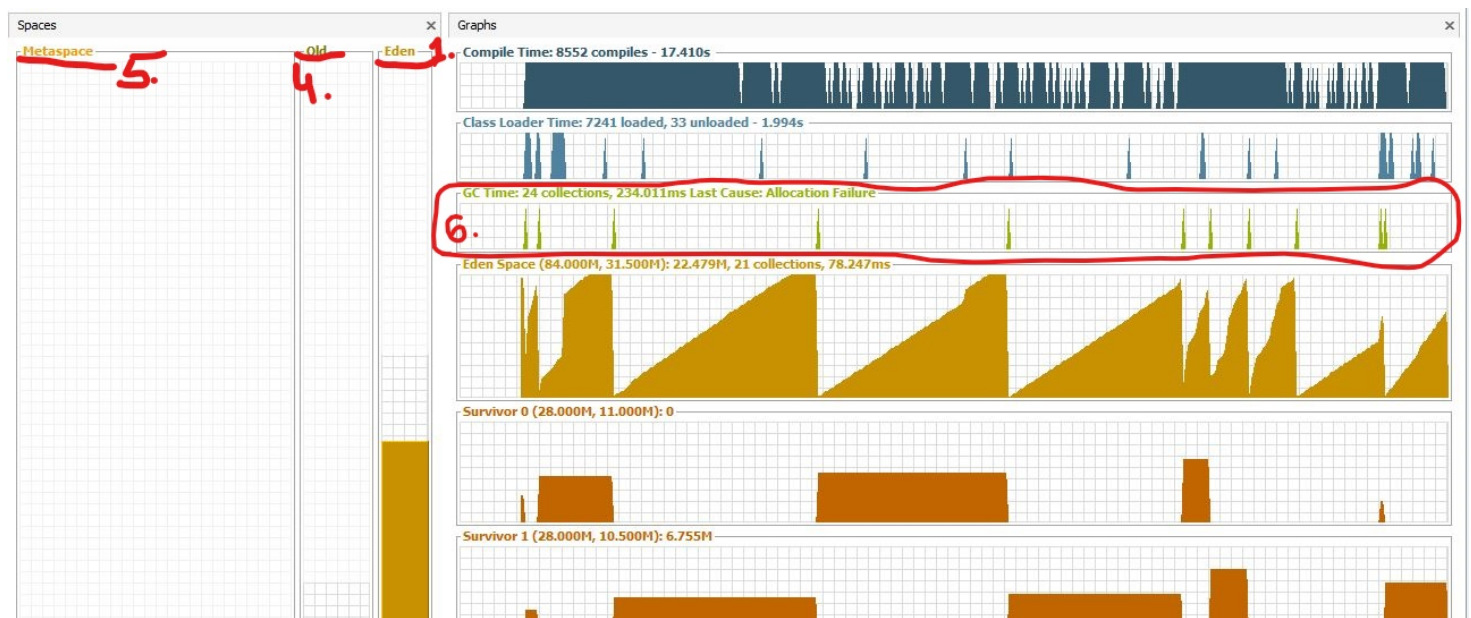 Spaces
×
Metaspace
5.
Old
4.
Eden
1.
Graphs
×
Compile Time: 8552 compiles - 17.410s
Class Loader Time: 7241 loaded, 33 unloaded - 1.994s
GC Time: 24 collections, 234.011ms Last Cause: Allocation Failure
6.
Eden Space (84.000M, 31.500M): 22.479M, 21 collections, 78.247ms
Survivor 0 (28.000M, 11.000M): 0
Survivor 1 (28.000M, 10.500M): 6.755M